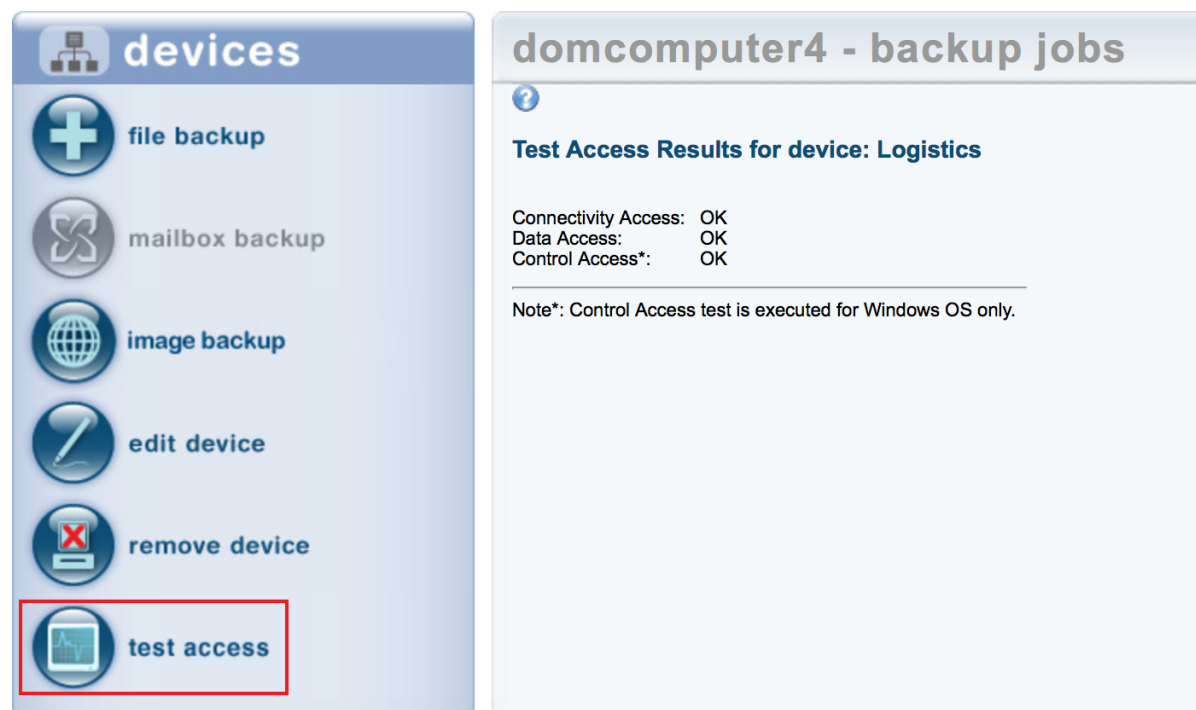 devices
file backup
mailbox backup
image backup
edit device
remove device
test access
domcomputer4 - backup jobs
?
Test Access Results for device: Logistics
Connectivity Access: OK
Data Access: OK
Control Access*: OK
Note*: Control Access test is executed for Windows OS only.